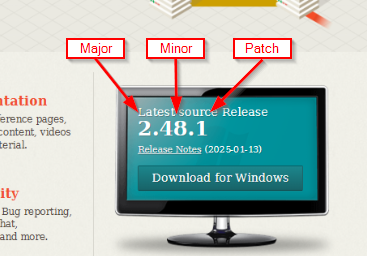 Major Minor Patch
ntation
ference pages,
content, videos
terial.
Latest source Release
2.48.1
Release Notes (2025-01-13)
Download for Windows
ity
Bug reporting,
hat,
and more.